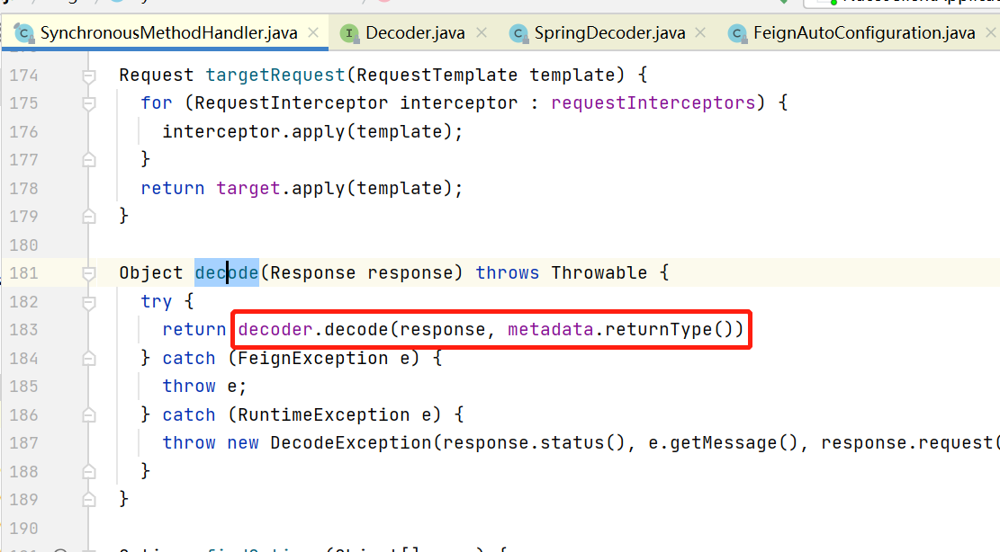 SynchronousMethodHandler.java Decoder.java SpringDecoder.java FeignAutoConfiguration.java
174 Request targetRequest(RequestTemplate template) {
175 for (RequestInterceptor interceptor : requestInterceptors) {
176 interceptor.apply(template);
177 }
178 return target.apply(template);
179 }
180
181 Object decode(Response response) throws Throwable {
182 try {
183 return decoder.decode(response, metadata.returnType())
184 } catch (FeignException e) {
185 throw e;
186 } catch (RuntimeException e) {
187 throw new DecodeException(response.status(), e.getMessage(), response.request(
188 }
189 }
190